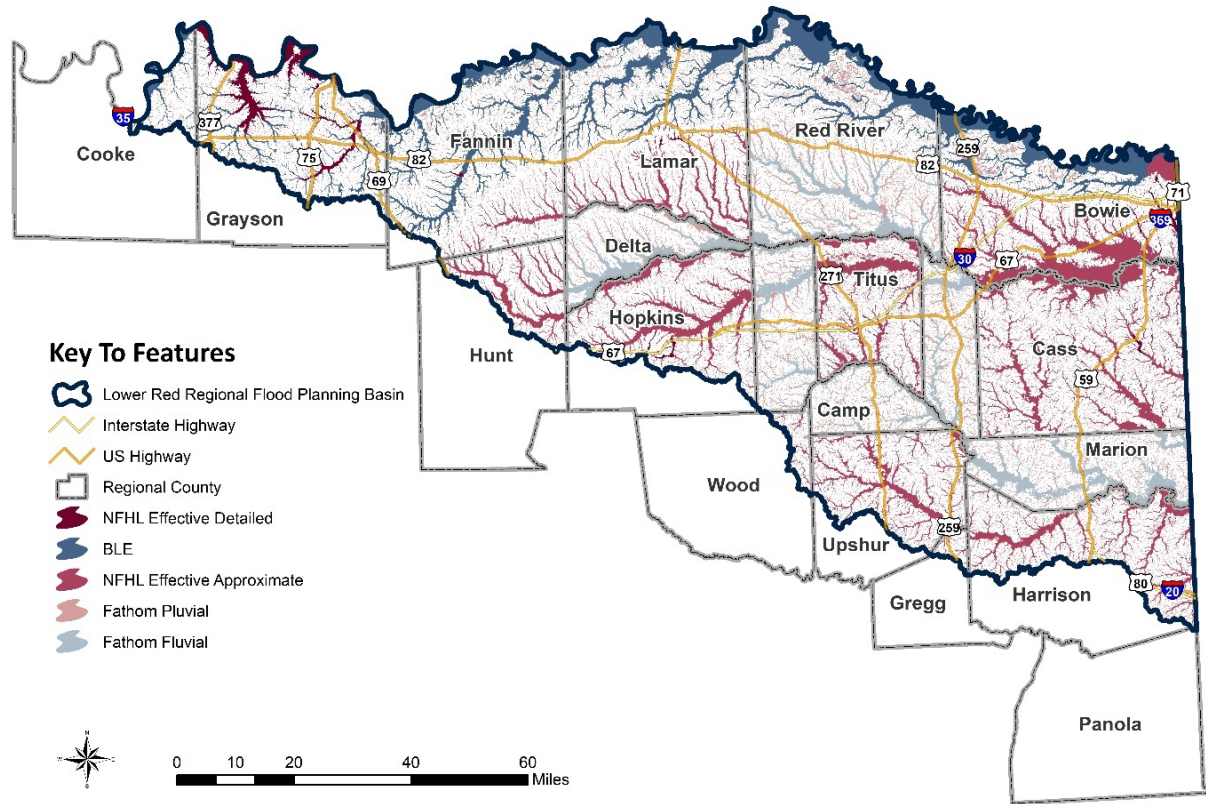 35
377
Cooke
75
82
Fannin
69
Grayson
Lamar
Red River
259
82
71
Bowie
369
Delta
30
67
271
Titus
Hopkins
67
Hunt
Cass
59
Camp
Marion
Wood
259
Upshur
80
20
Gregg
Harrison
Panola
Key To Features
Lower Red Regional Flood Planning Basin
Interstate Highway
US Highway
Regional County
NFHL Effective Detailed
BLE
NFHL Effective Approximate
Fathom Pluvial
Fathom Fluvial
N
W E
S
0 10 20 40 60
Miles